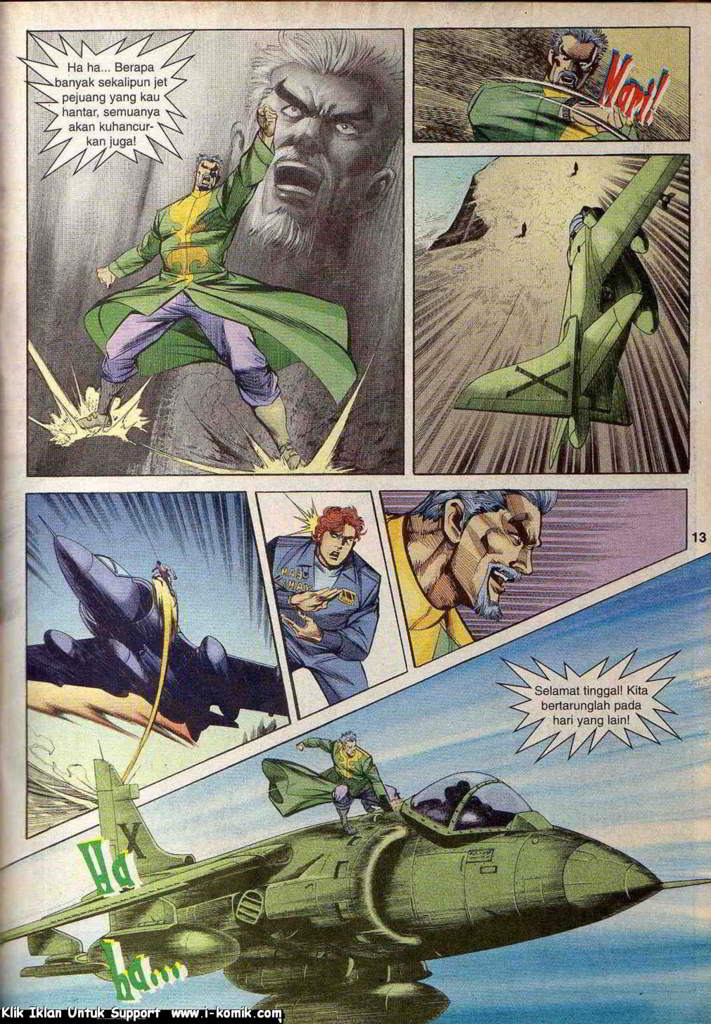 Ha ha... Berapa
banyak sekalipun jet
pejuang yang kau
hantar, semuanya
akan kuhancur-
kan juga!
Mari!
X
13
Selamat tinggal! Kita
bertarunglah pada
hari yang lain!
X
Ha
ha...
Klik Iklan Untuk Support www.i-komik.com